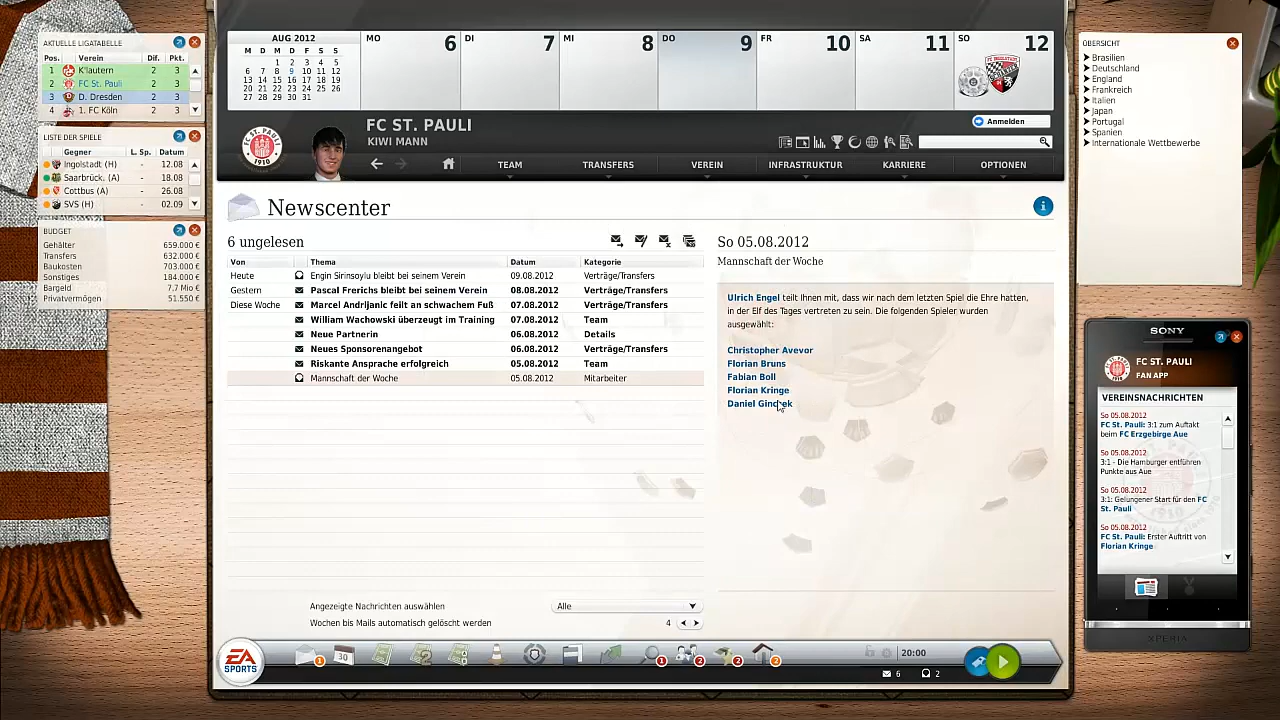 AKTUELLE LIGATABELLE
Pos. Verein Dif. Pkt.
1 K'lautern 2 3
2 FC St. Pauli 2 3
3 D. Dresden 2 3
4 1. FC Köln 2 3
LISTE DER SPIELE
Gegner L. Sp. Datum
Ingolstadt (H) - 12.08
Saarbrück. (A) - 18.08
Cottbus (A) - 26.08
SVS (H) - 02.09
BUDGET
Gehälter 659.000 €
Transfers 632.000 €
Baukosten 703.000 €
Sonstiges 184.000 €
Bargeld 7,7 Mio €
Privatvermögen 51.550 €
AUG 2012
M D M D F S S
1 2 3 4 5
6 7 8 9 10 11 12
13 14 15 16 17 18 19
20 21 22 23 24 25 26
27 28 29 30 31
MO 6 DI 7 MI 8 DO 9 FR 10 SA 11 SO 12
FC ST. PAULI
KIWI MANN
Anmelden
TEAM TRANSFERS VEREIN INFRASTRUKTUR KARRIERE OPTIONEN
Newscenter
6 ungelesen
Von Thema Datum Kategorie
Heute Engin Sirinsoylu bleibt bei seinem Verein 09.08.2012 Verträge/Transfers
Gestern Pascal Frerichs bleibt bei seinem Verein 08.08.2012 Verträge/Transfers
Diese Woche Marcel Andrijanic feilt an schwachem Fuß 07.08.2012 Verträge/Transfers
William Wachowski überzeugt im Training 07.08.2012 Team
Neue Partnerin 06.08.2012 Details
Neues Sponsorenangebot 06.08.2012 Verträge/Transfers
Riskante Ansprache erfolgreich 05.08.2012 Team
Mannschaft der Woche 05.08.2012 Mitarbeiter
Angezeigte Nachrichten auswählen Alle
Wochen bis Mails automatisch gelöscht werden 4
So 05.08.2012
Mannschaft der Woche
Ulrich Engel teilt Ihnen mit, dass wir nach dem letzten Spiel die Ehre hatten,
in der Elf des Tages vertreten zu sein. Die folgenden Spieler wurden
ausgewählt:
Christopher Avevor
Florian Bruns
Fabian Boll
Florian Kringe
Daniel Ginczek
EA
SPORTS
1 30 2 1 2 2 2
20:00
6 2
ÜBERSICHT
Brasilien
Deutschland
England
Frankreich
Italien
Japan
Portugal
Spanien
Internationale Wettbewerbe
SONY
FC ST. PAULI
FAN APP
VEREINSNACHRICHTEN
So 05.08.2012
FC St. Pauli: 3:1 zum Auftakt
beim FC Erzgebirge Aue
So 05.08.2012
3:1 - Die Hamburger entführen
Punkte aus Aue
So 05.08.2012
3:1: Gelungener Start für den FC
St. Pauli
So 05.08.2012
FC St. Pauli: Erster Auftritt von
Florian Kringe
XPERIA